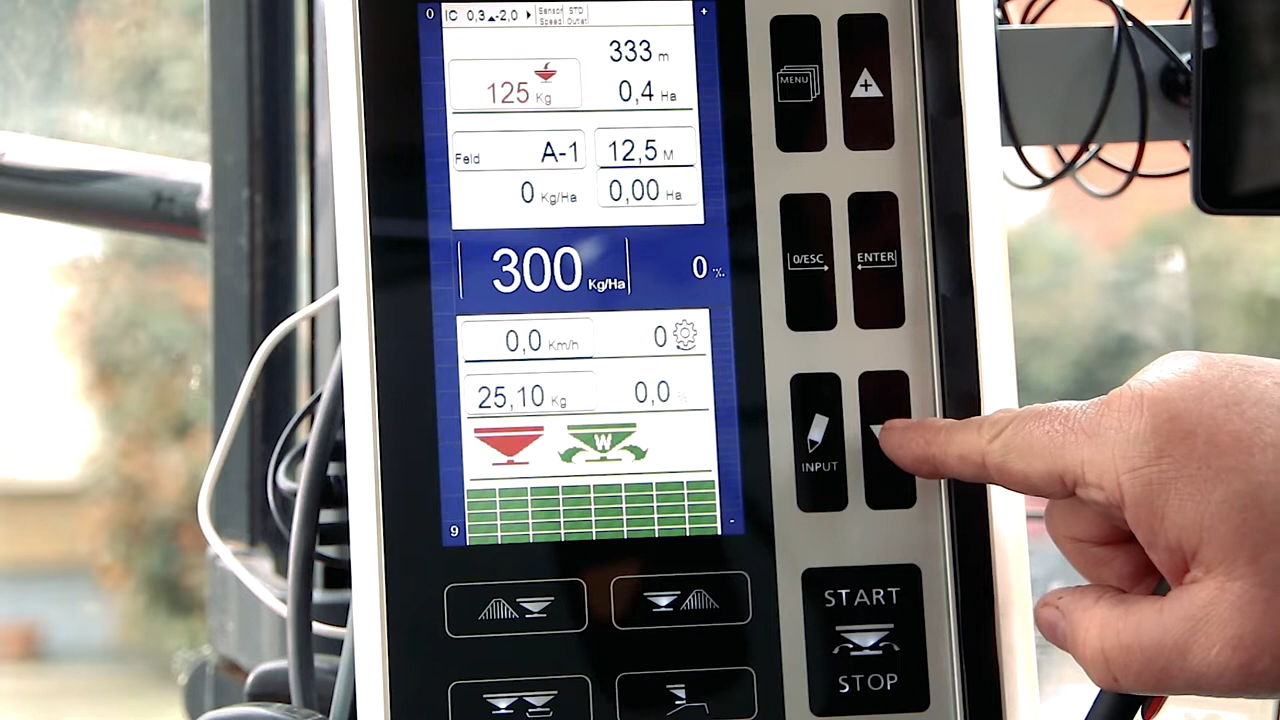 0 IC 0,3 -2,0 Sensor Speed STD Outlet +
333 m
125 Kg 0,4 Ha
Feld A-1 12,5 M
0 Kg/Ha 0,00 Ha
300 Kg/Ha 0 %
0,0 Km/h 0
25,10 Kg 0,0 %
W
9 -
MENU +
0/ESC ENTER
INPUT
START
STOP